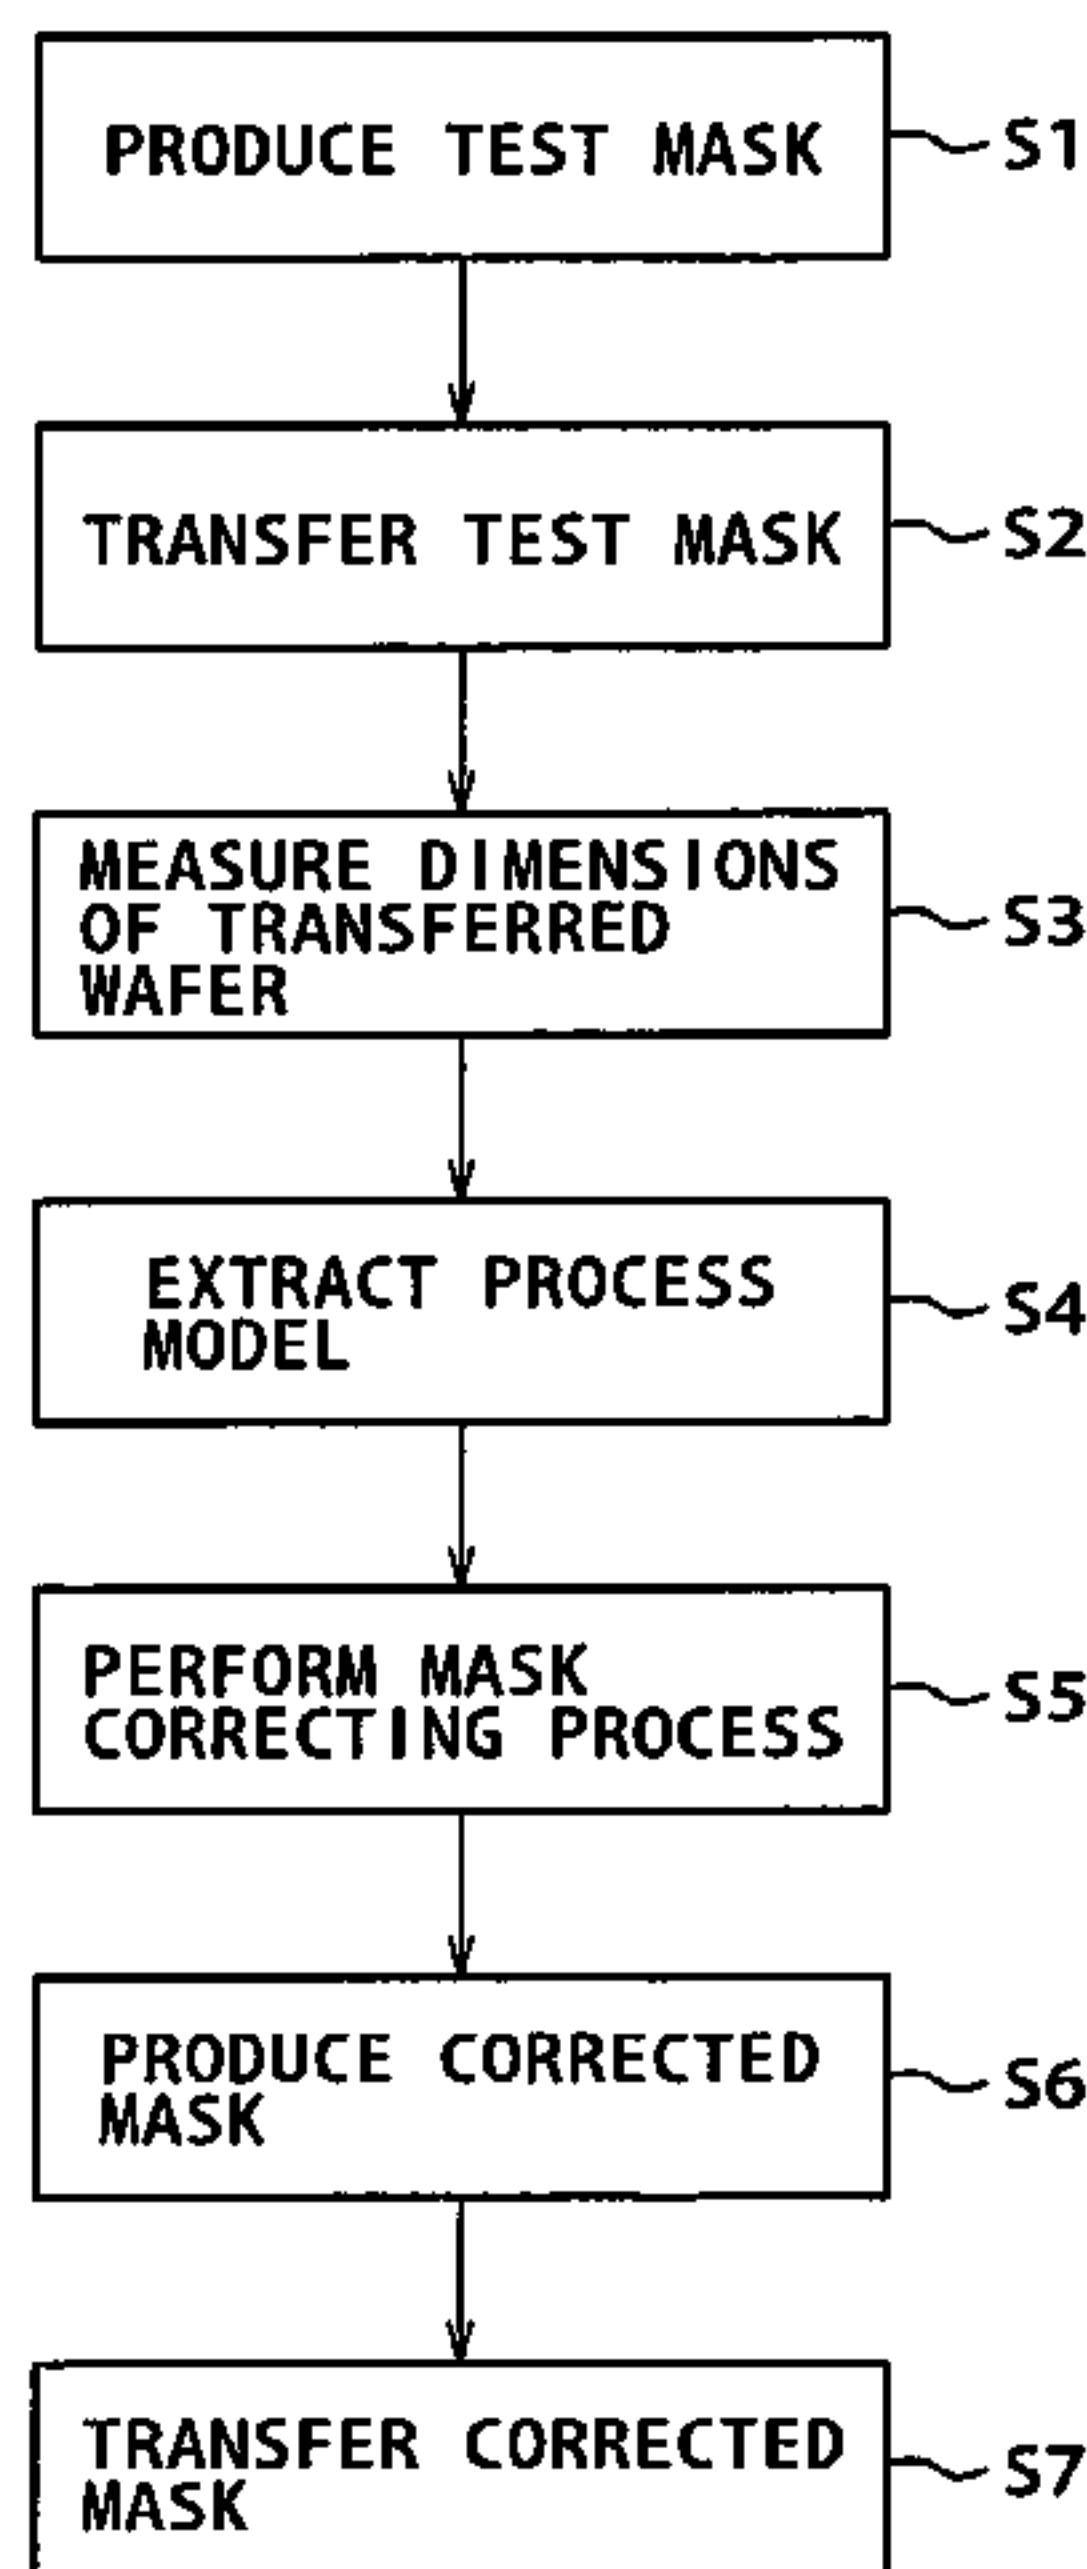 PRODUCE TEST MASK
S1
TRANSFER TEST MASK
S2
MEASURE DIMENSIONS
OF TRANSFERRED
WAFER
S3
EXTRACT PROCESS
MODEL
S4
PERFORM MASK
CORRECTING PROCESS
S5
PRODUCE CORRECTED
MASK
S6
TRANSFER CORRECTED
MASK
S7